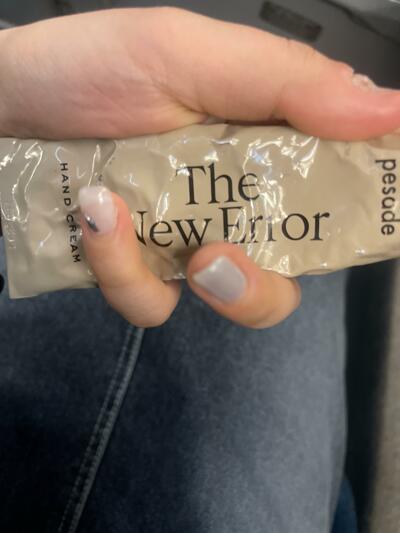 The
New Error
pesade
HAND CREAM